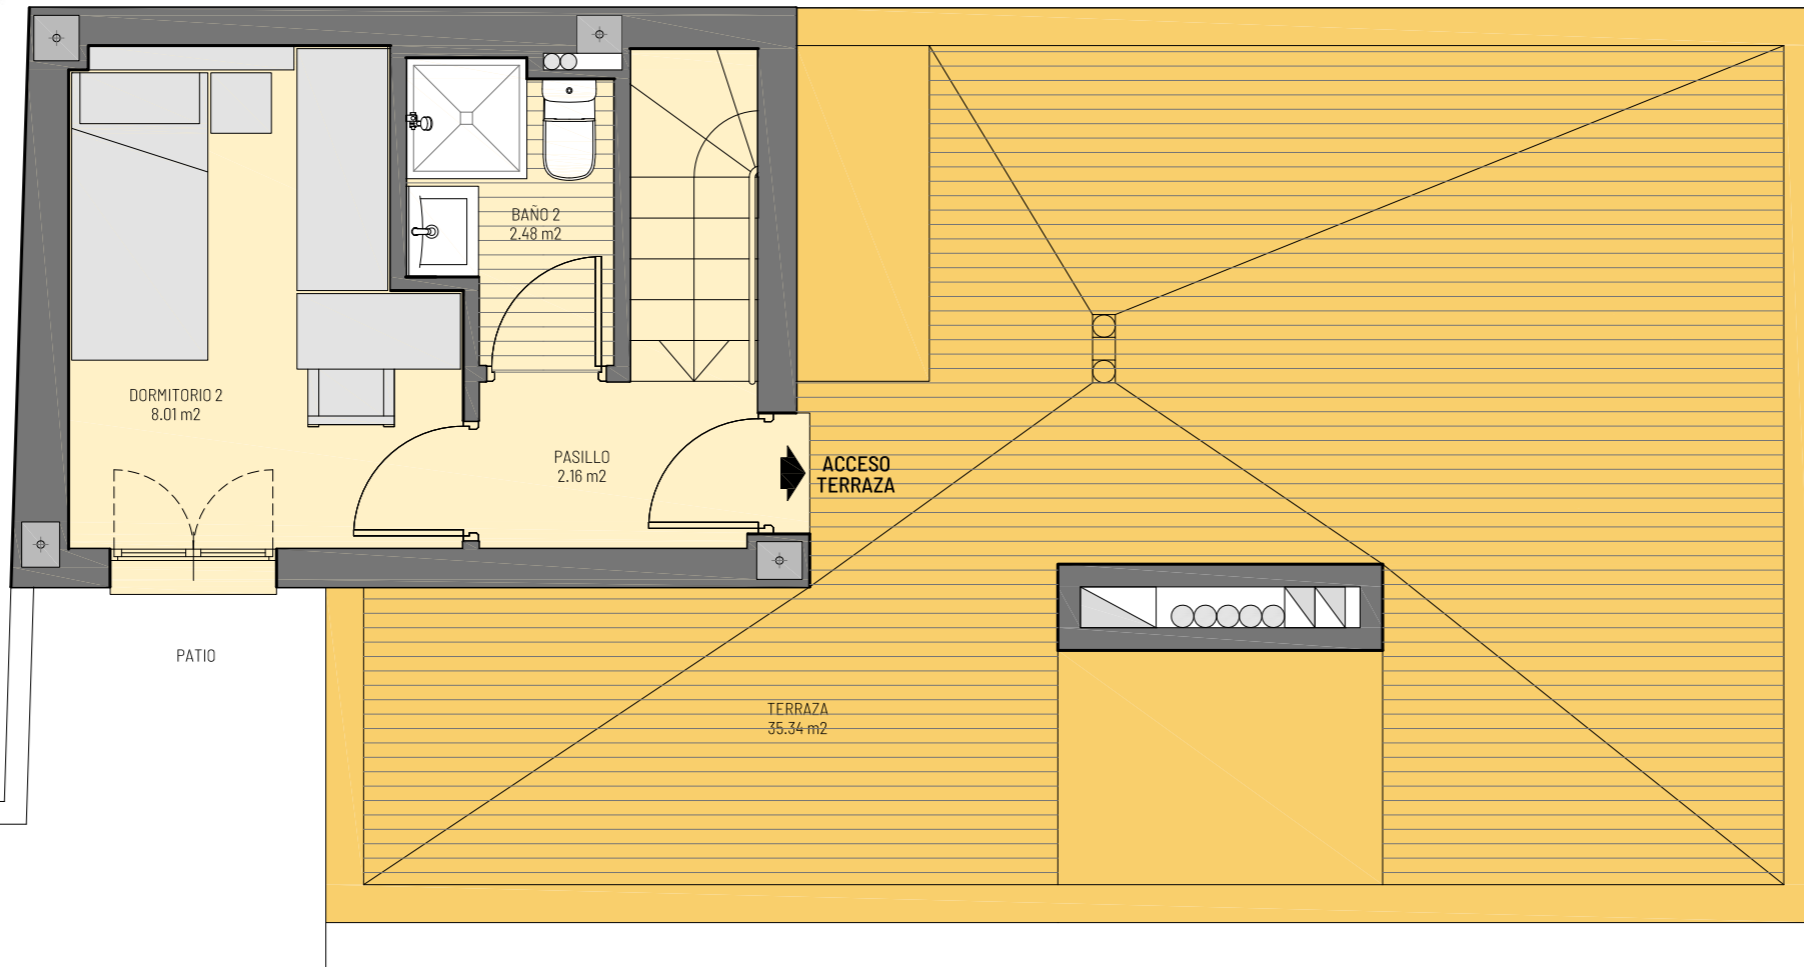 BAÑO 2
2.48 m2
DORMITORIO 2
8.01 m2
PASILLO
2.16 m2
ACCESO
TERRAZA
PATIO
TERRAZA
35.34 m2